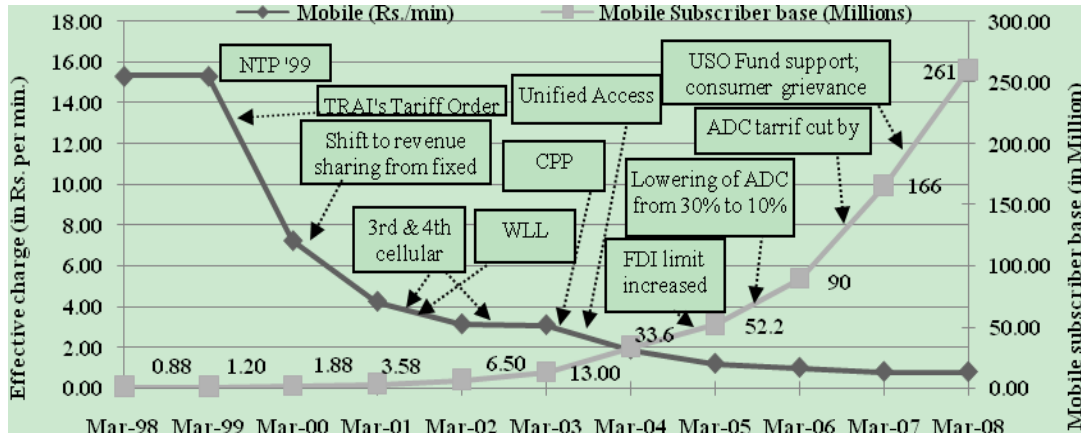 Mobile (Rs./min)
Mobile Subscriber base (Millions)
Effective charge (in Rs. per min.)
18.00
16.00
14.00
12.00
10.00
8.00
6.00
4.00
2.00
0.00
NTP '99
TRAI's Tariff Order
Shift to revenue
sharing from fixed
3rd & 4th
cellular
WLL
CPP
Unified Access
FDI limit
increased
Lowering of ADC
from 30% to 10%
ADC tarrif cut by
USO Fund support;
consumer grievance
0.88
1.20
1.88
3.58
6.50
13.00
33.6
52.2
90
166
261
300.00
250.00
200.00
150.00
100.00
50.00
0.00
Mobile subscriber base (in Million)
Mar-98
Mar-99
Mar-00
Mar-01
Mar-02
Mar-03
Mar-04
Mar-05
Mar-06
Mar-07
Mar-08